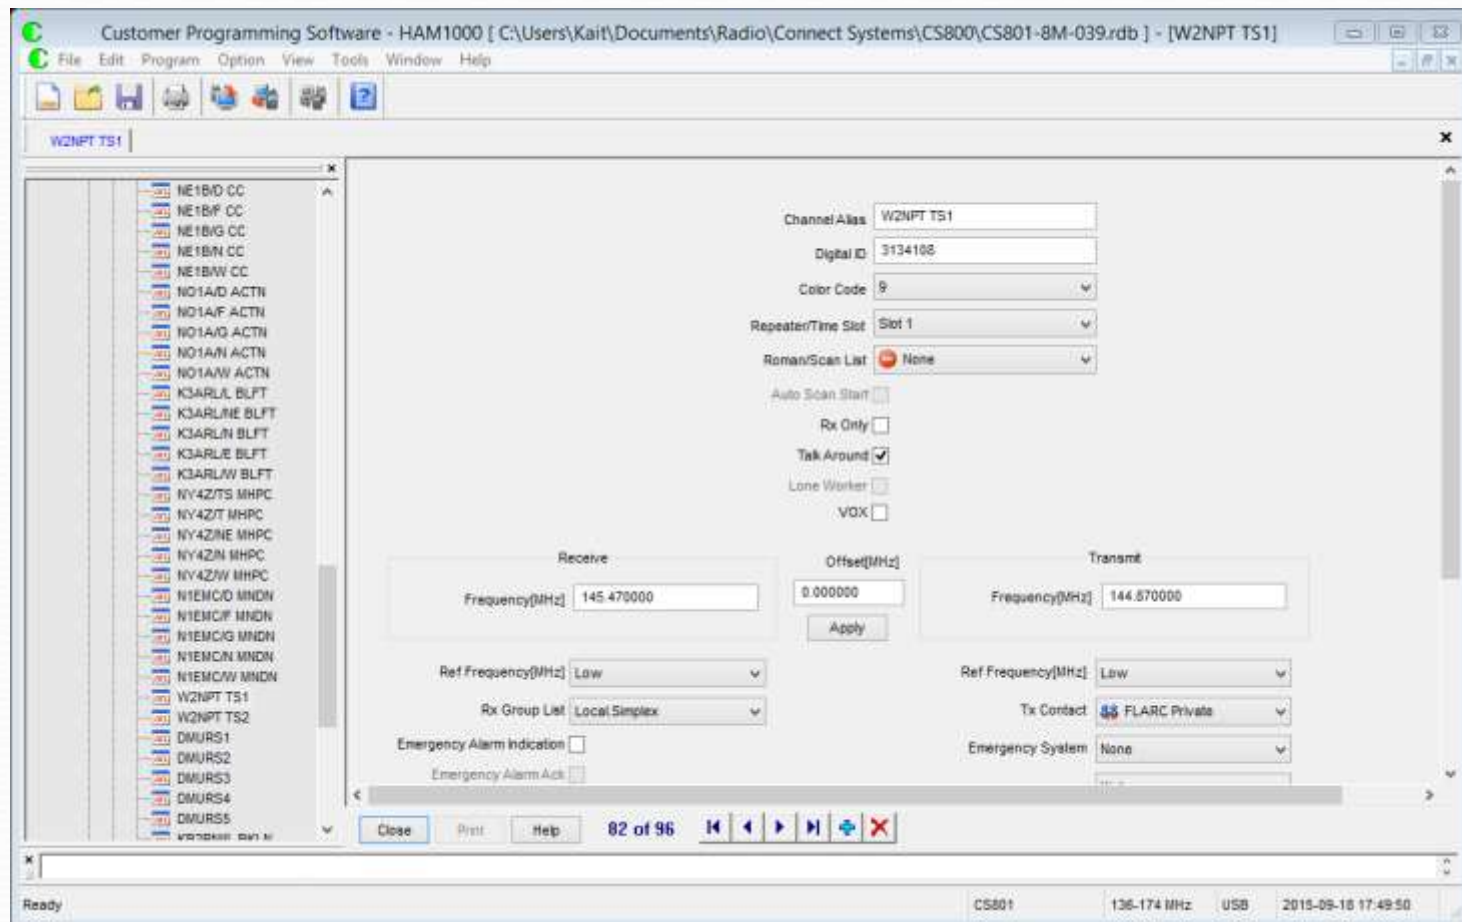 Customer Programming Software - HAM1000 [ C:\Users\Kait\Documents\Radio\Connect Systems\CS800\CS801-8M-039.rdb ] - [W2NPT TS1]
File Edit Program Option View Tools Window Help
W2NPT TS1
NE1B/D CC
NE1B/F CC
NE1B/G CC
NE1B/N CC
NE1B/W CC
NO1A/D ACTN
NO1A/F ACTN
NO1A/G ACTN
NO1A/N ACTN
NO1A/W ACTN
K3ARL/L BLFT
K3ARL/NE BLFT
K3ARL/N BLFT
K3ARL/E BLFT
K3ARL/W BLFT
NY4Z/TS MHPC
NY4Z/T MHPC
NY4Z/NE MHPC
NY4Z/N MHPC
NY4Z/W MHPC
N1EMC/D MNDN
N1EMC/F MNDN
N1EMC/G MNDN
N1EMC/N MNDN
N1EMC/W MNDN
W2NPT TS1
W2NPT TS2
DMURS1
DMURS2
DMURS3
DMURS4
DMURS5
Channel Alias W2NPT TS1
Digital ID 3134108
Color Code 9
Repeater/Time Slot Slot 1
Roman/Scan List None
Auto Scan Start
Rx Only
Talk Around
Lone Worker
VOX
Receive Offset[MHz] Transmit
Frequency[MHz] 145.470000 0.000000 Frequency[MHz] 144.870000
Apply
Ref Frequency[MHz] Low Ref Frequency[MHz] Low
Rx Group List Local Simplex Tx Contact FLARC Private
Emergency Alarm Indication Emergency System None
Emergency Alarm Ack
Close Print Help 82 of 96
Ready CS801 136-174 MHz USB 2015-09-18 17:49:50